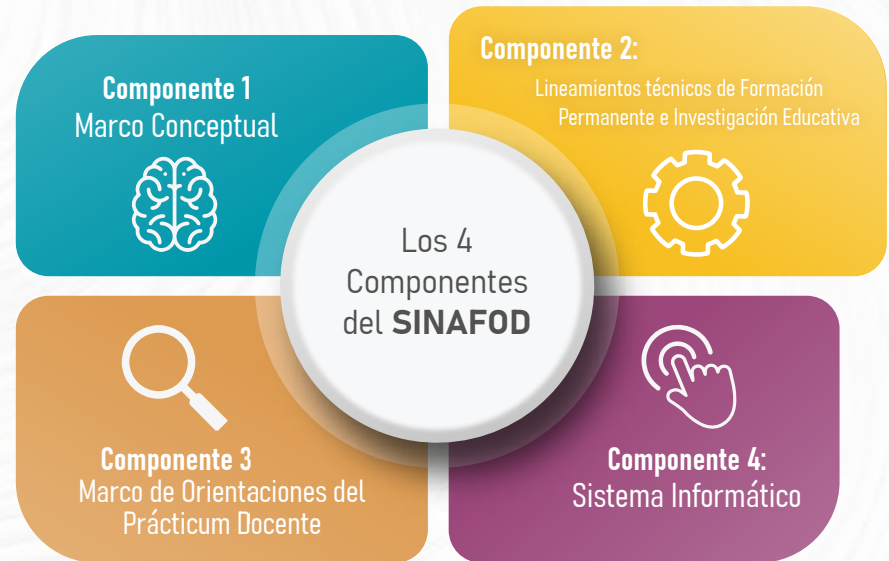 Componente 1
Marco Conceptual
Componente 2:
Lineamientos técnicos de Formación
Permanente e Investigación Educativa
Los 4
Componentes
del SINAFOD
Componente 3
Marco de Orientaciones del
Prácticum Docente
Componente 4:
Sistema Informático